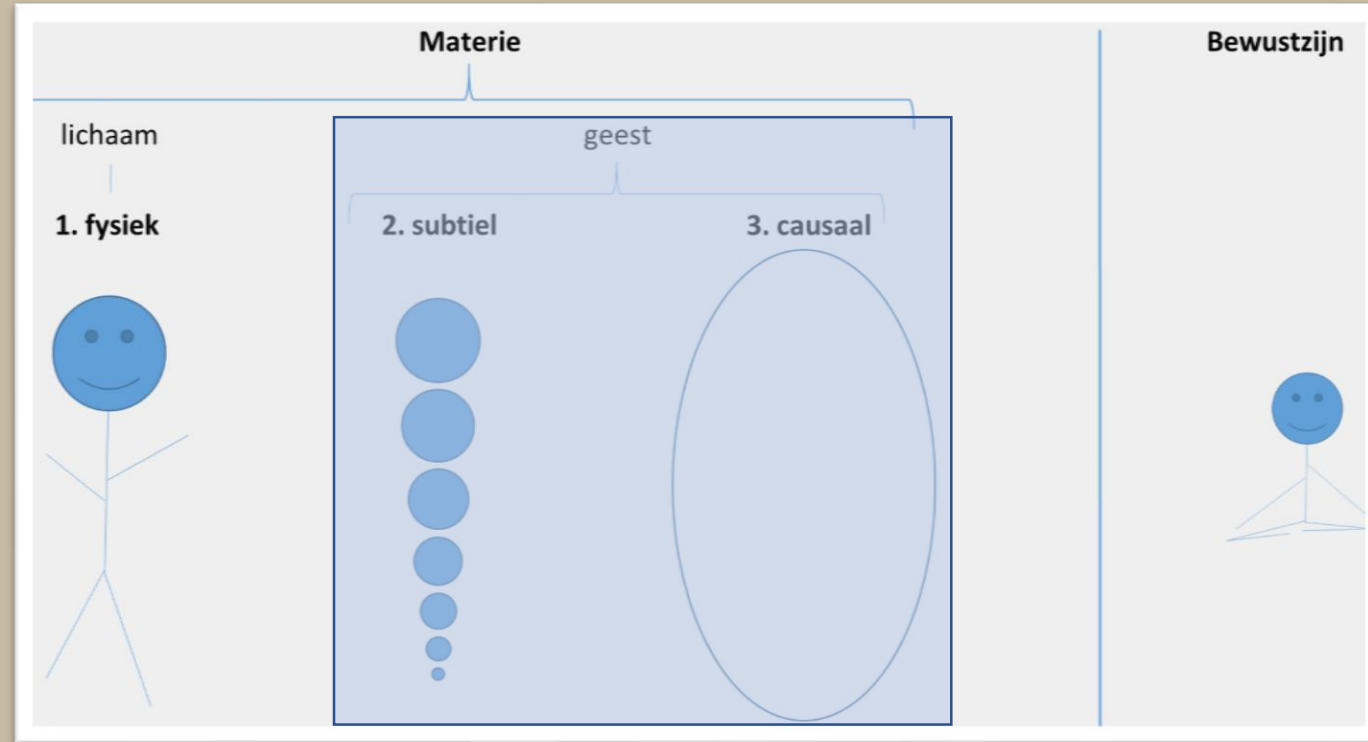 Materie
Bewustzijn
lichaam
geest
1. fysiek
2. subtiel
3. causaal